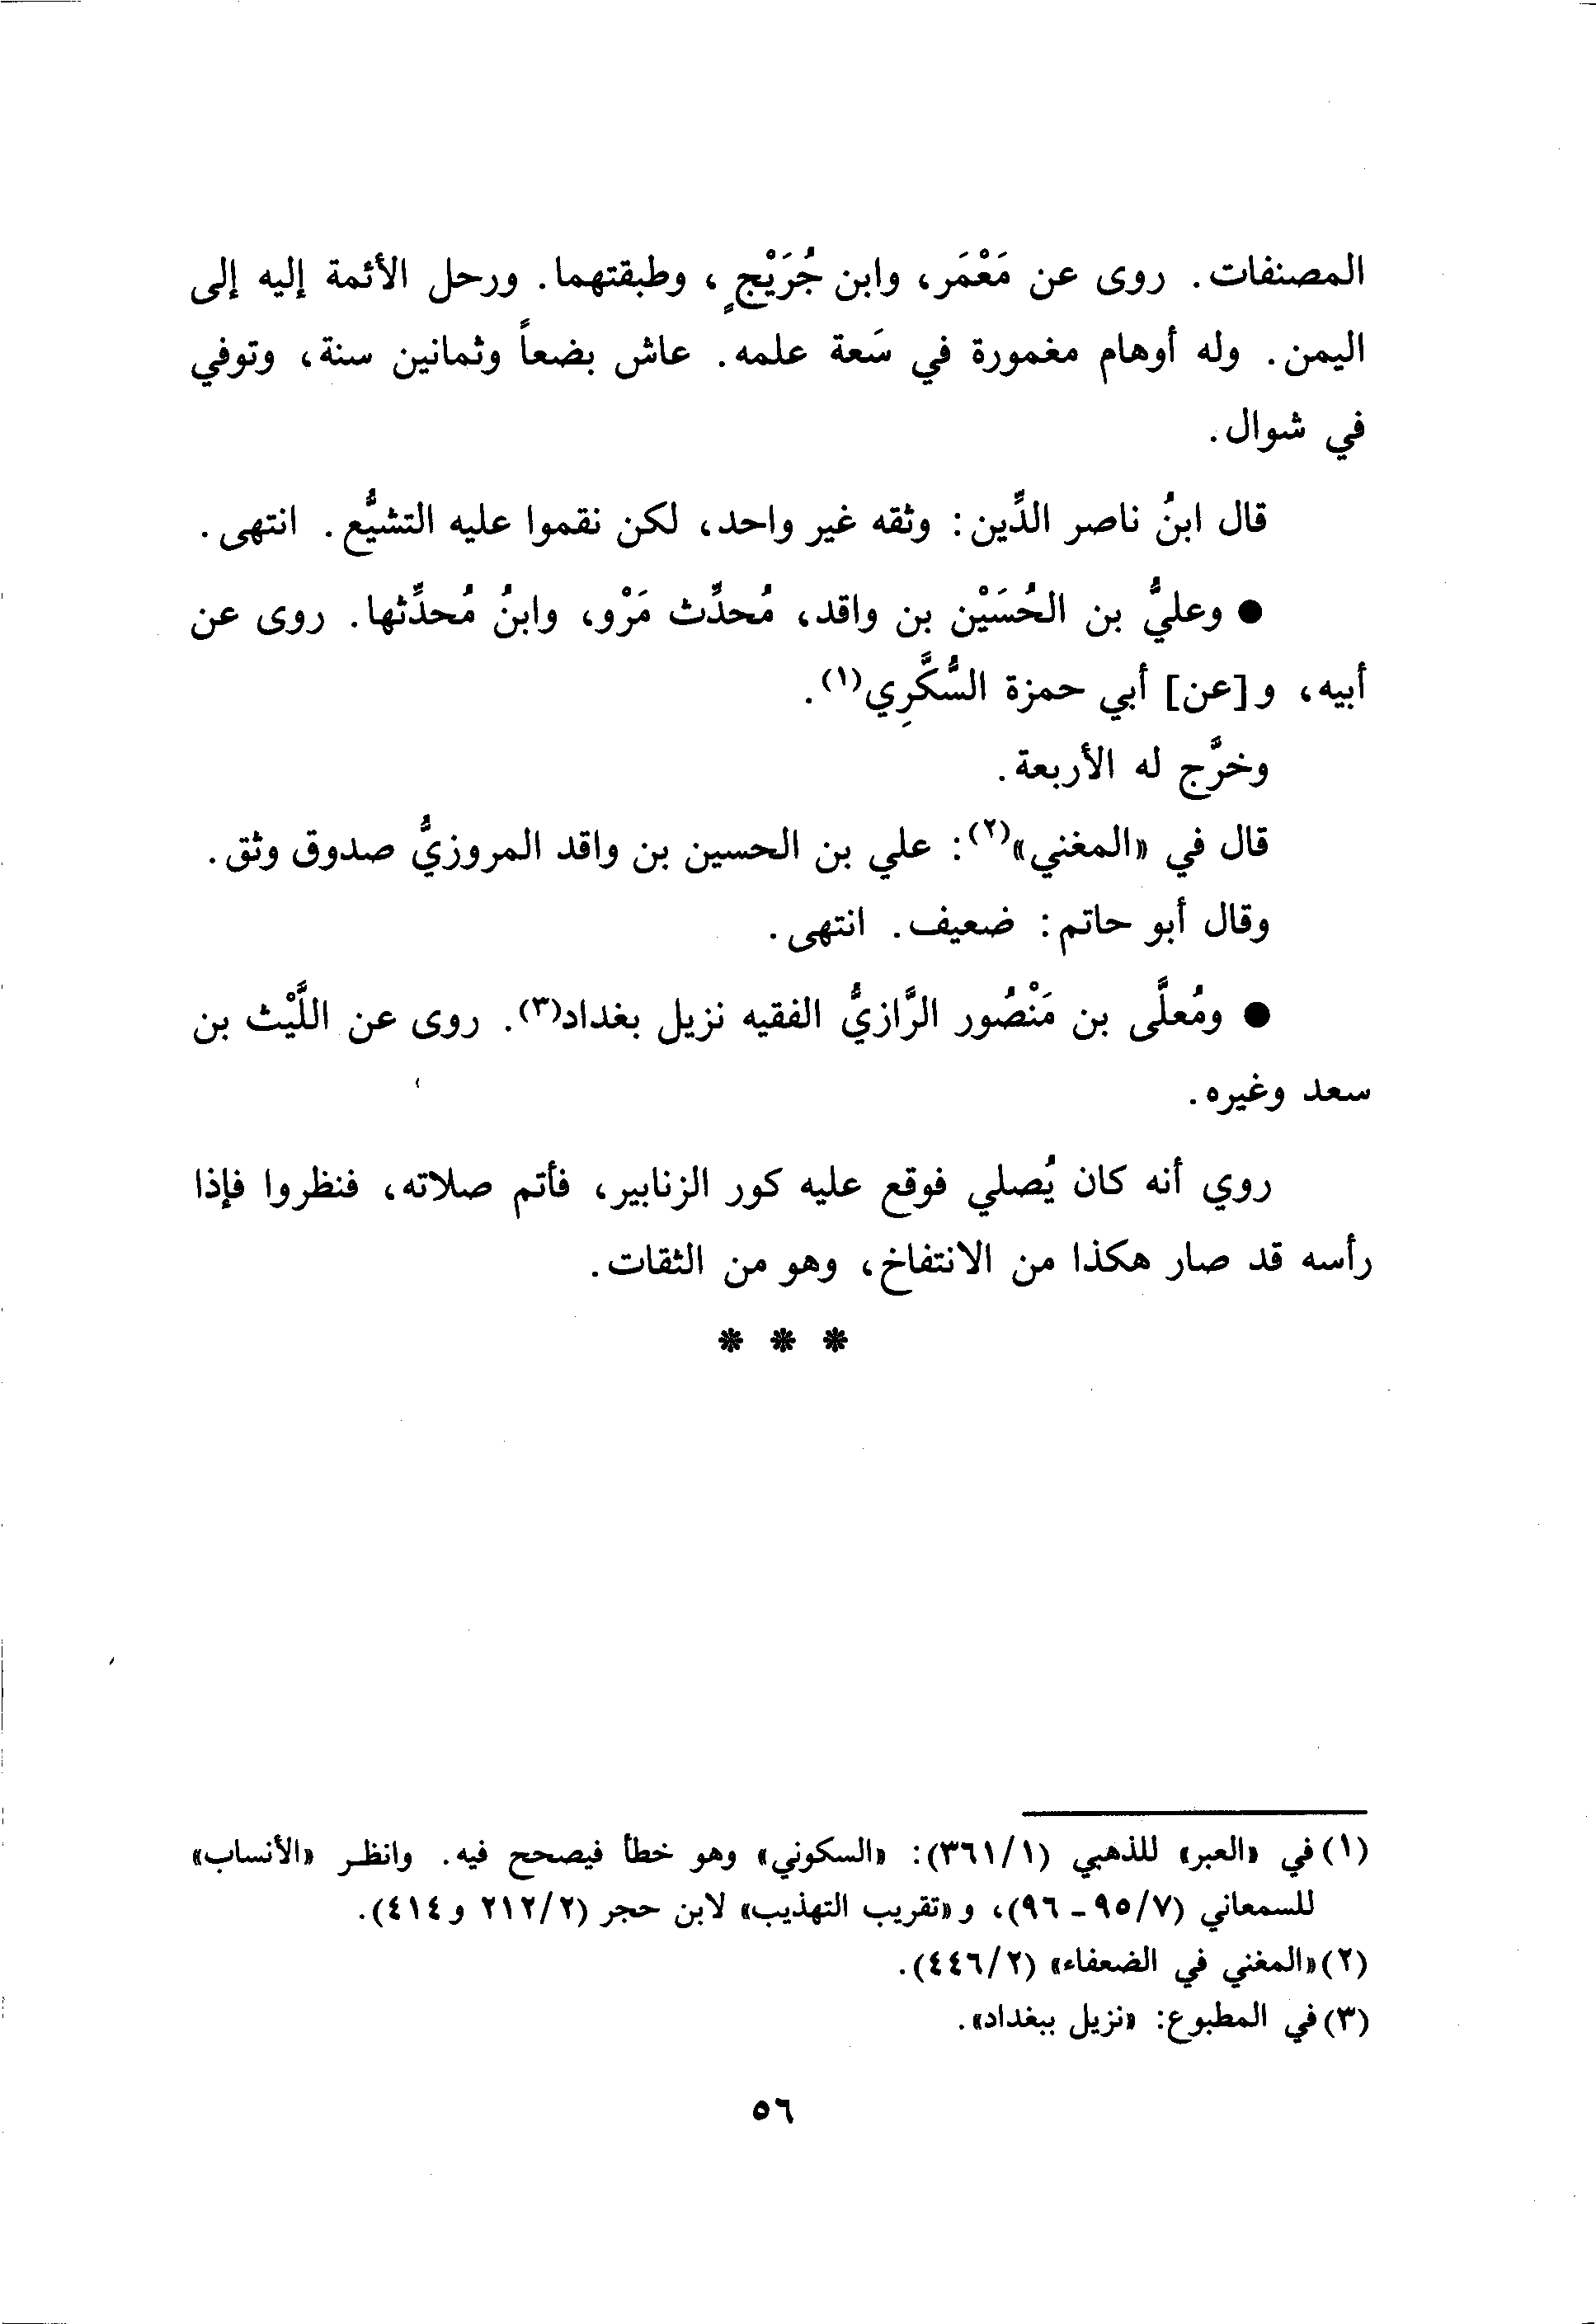 المصنفات. روى عن مَعْمَر، وابن جُرَيْجٍ، وطبقتهما. ورحل الأئمة إليه إلى
اليمن. وله أوهام مغمورة في سَعة علمه. عاش بضعاً وثمانين سنة، وتوفي
في شوال.
قال ابنُ ناصر الدِّين: وثقه غير واحد، لكن نقموا عليه التشيُّع. انتهى.
● وعليُّ بن الحُسَيْن بن واقد، مُحدِّث مَرْو، وابنُ مُحدِّثها. روى عن
أبيه، و[عن] أبي حمزة السُّكَّرِي(١).
وخرَّج له الأربعة.
قال في «المغني»(٢): علي بن الحسين بن واقد المروزيُّ صدوق وثق.
وقال أبو حاتم: ضعيف. انتهى.
● ومُعلَّى بن مَنْصُور الرَّازيُّ الفقيه نزيل بغداد(٣). روى عن اللَّيْث بن
سعد وغيره.
روي أنه كان يُصلي فوقع عليه كور الزنابير، فأتم صلاته، فنظروا فإذا
رأسه قد صار هكذا من الانتفاخ، وهو من الثقات.
* * *
(١) في «العبر» للذهبي (٣٦١/١): «السكوني» وهو خطأ فيصحح فيه. وانظر «الأنساب»
للسمعاني (٩٥/٧ - ٩٦)، و«تقريب التهذيب» لابن حجر (٢١٢/٢ و٤١٤).
(٢) «المغني في الضعفاء» (٤٤٦/٢).
(٣) في المطبوع: «نزيل ببغداد».
٥٦